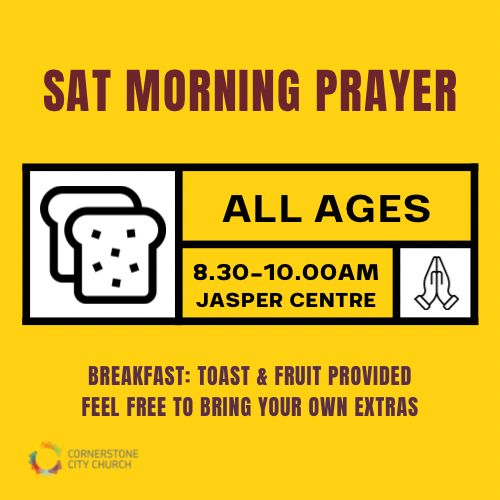 SAT MORNING PRAYER
ALL AGES
8.30-10.00AM
JASPER CENTRE
BREAKFAST: TOAST & FRUIT PROVIDED
FEEL FREE TO BRING YOUR OWN EXTRAS
CORNERSTONE
CITY CHURCH